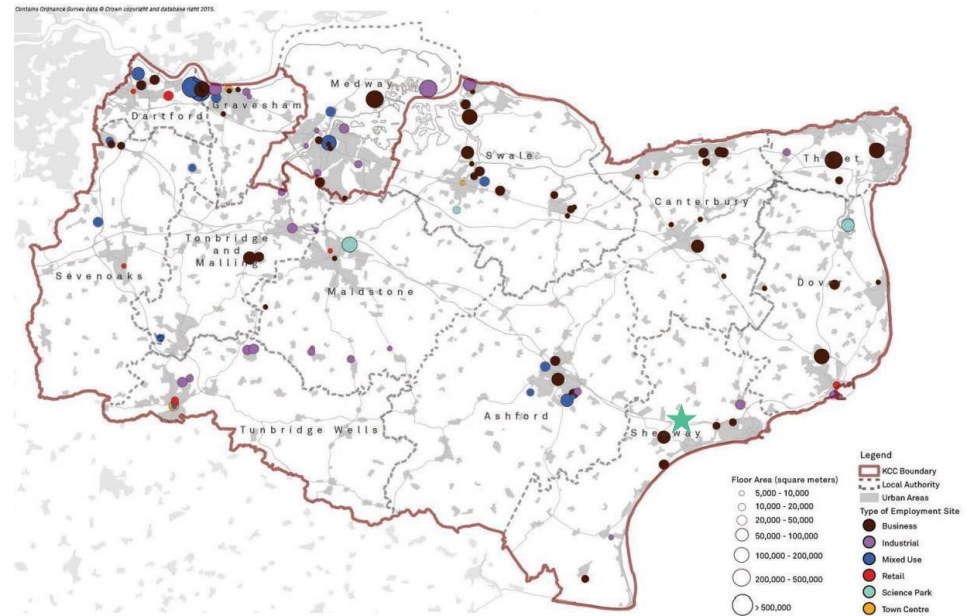 Contains Ordnance Survey data © Crown copyright and database right 2015.
Medway
Gravesham
Dartford
Swale
Thanet
Canterbury
Tonbridge
and
Malling
Sevenoaks
Maidstone
Dover
Ashford
Shepway
Tunbridge Wells
Floor Area (square meters)
5,000 - 10,000
10,000 - 20,000
20,000 - 50,000
50,000 - 100,000
100,000 - 200,000
200,000 - 500,000
> 500,000
Legend
KCC Boundary
Local Authority
Urban Areas
Type of Employment Site
Business
Industrial
Mixed Use
Retail
Science Park
Town Centre